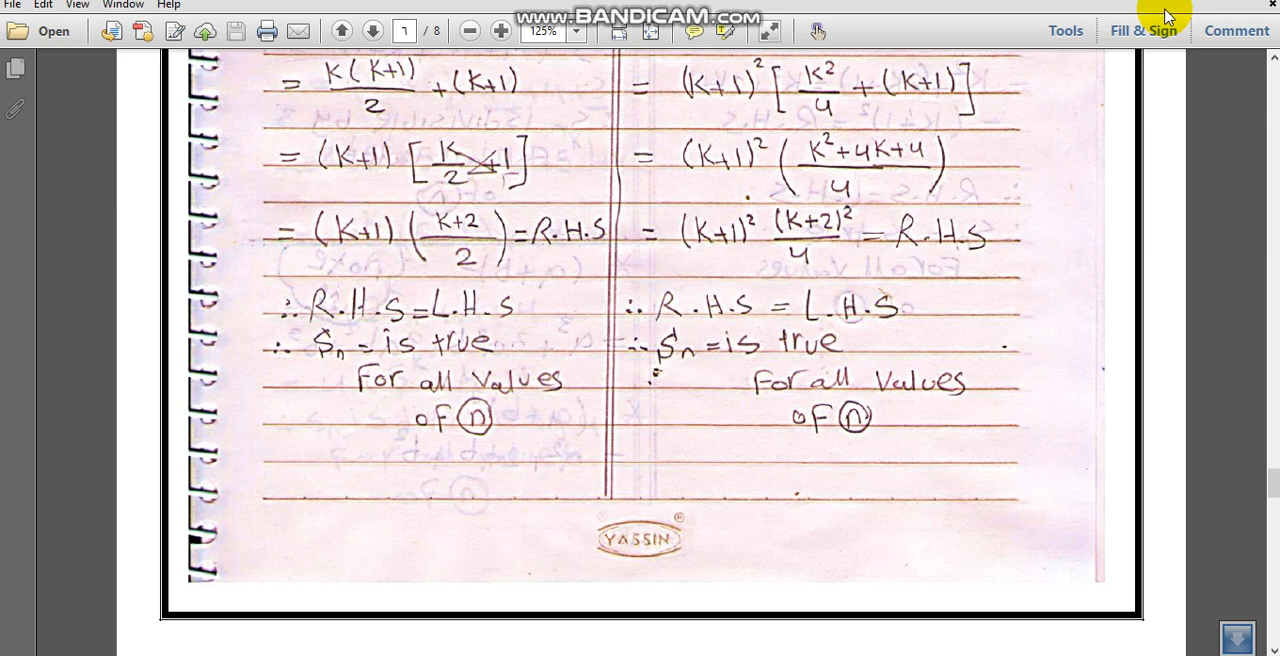 File Edit View Window Help
www.BANDICAM.com
Open / 8 125% Tools Fill & Sign Comment
= K(K+1)/2 + (K+1)
= (K+1) [K/2 + 1]
= (K+1) (K+2/2) = R.H.S
∴ R.H.S = L.H.S
∴ Sn = is true
For all Values
of n
= (K+1)² [K²/4 + (K+1)]
= (K+1)² (K²+4K+4/4)
= (K+1)² (K+2)²/4 = R.H.S
∴ R.H.S = L.H.S
∴ Sn = is true
For all Values
of n
YASSIN